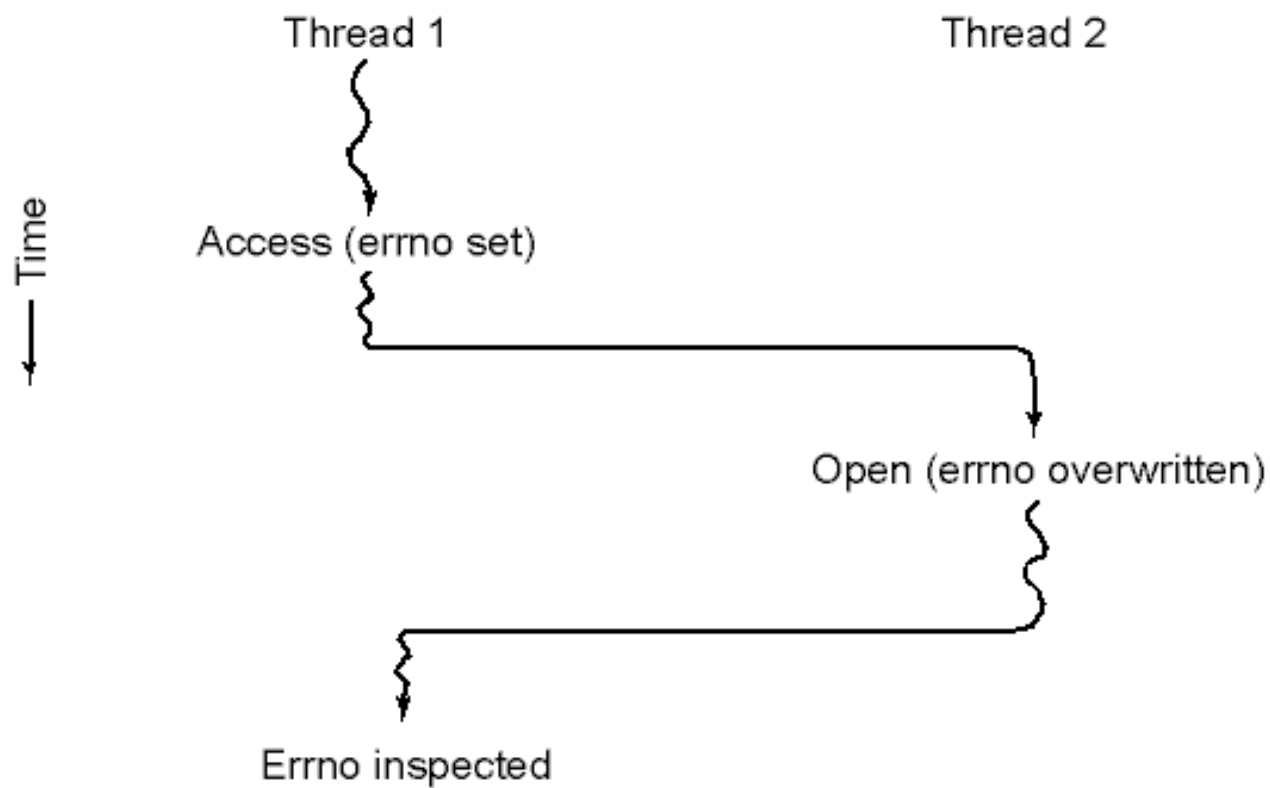 Thread 1
Thread 2
Time
Access (errno set)
Open (errno overwritten)
Errno inspected